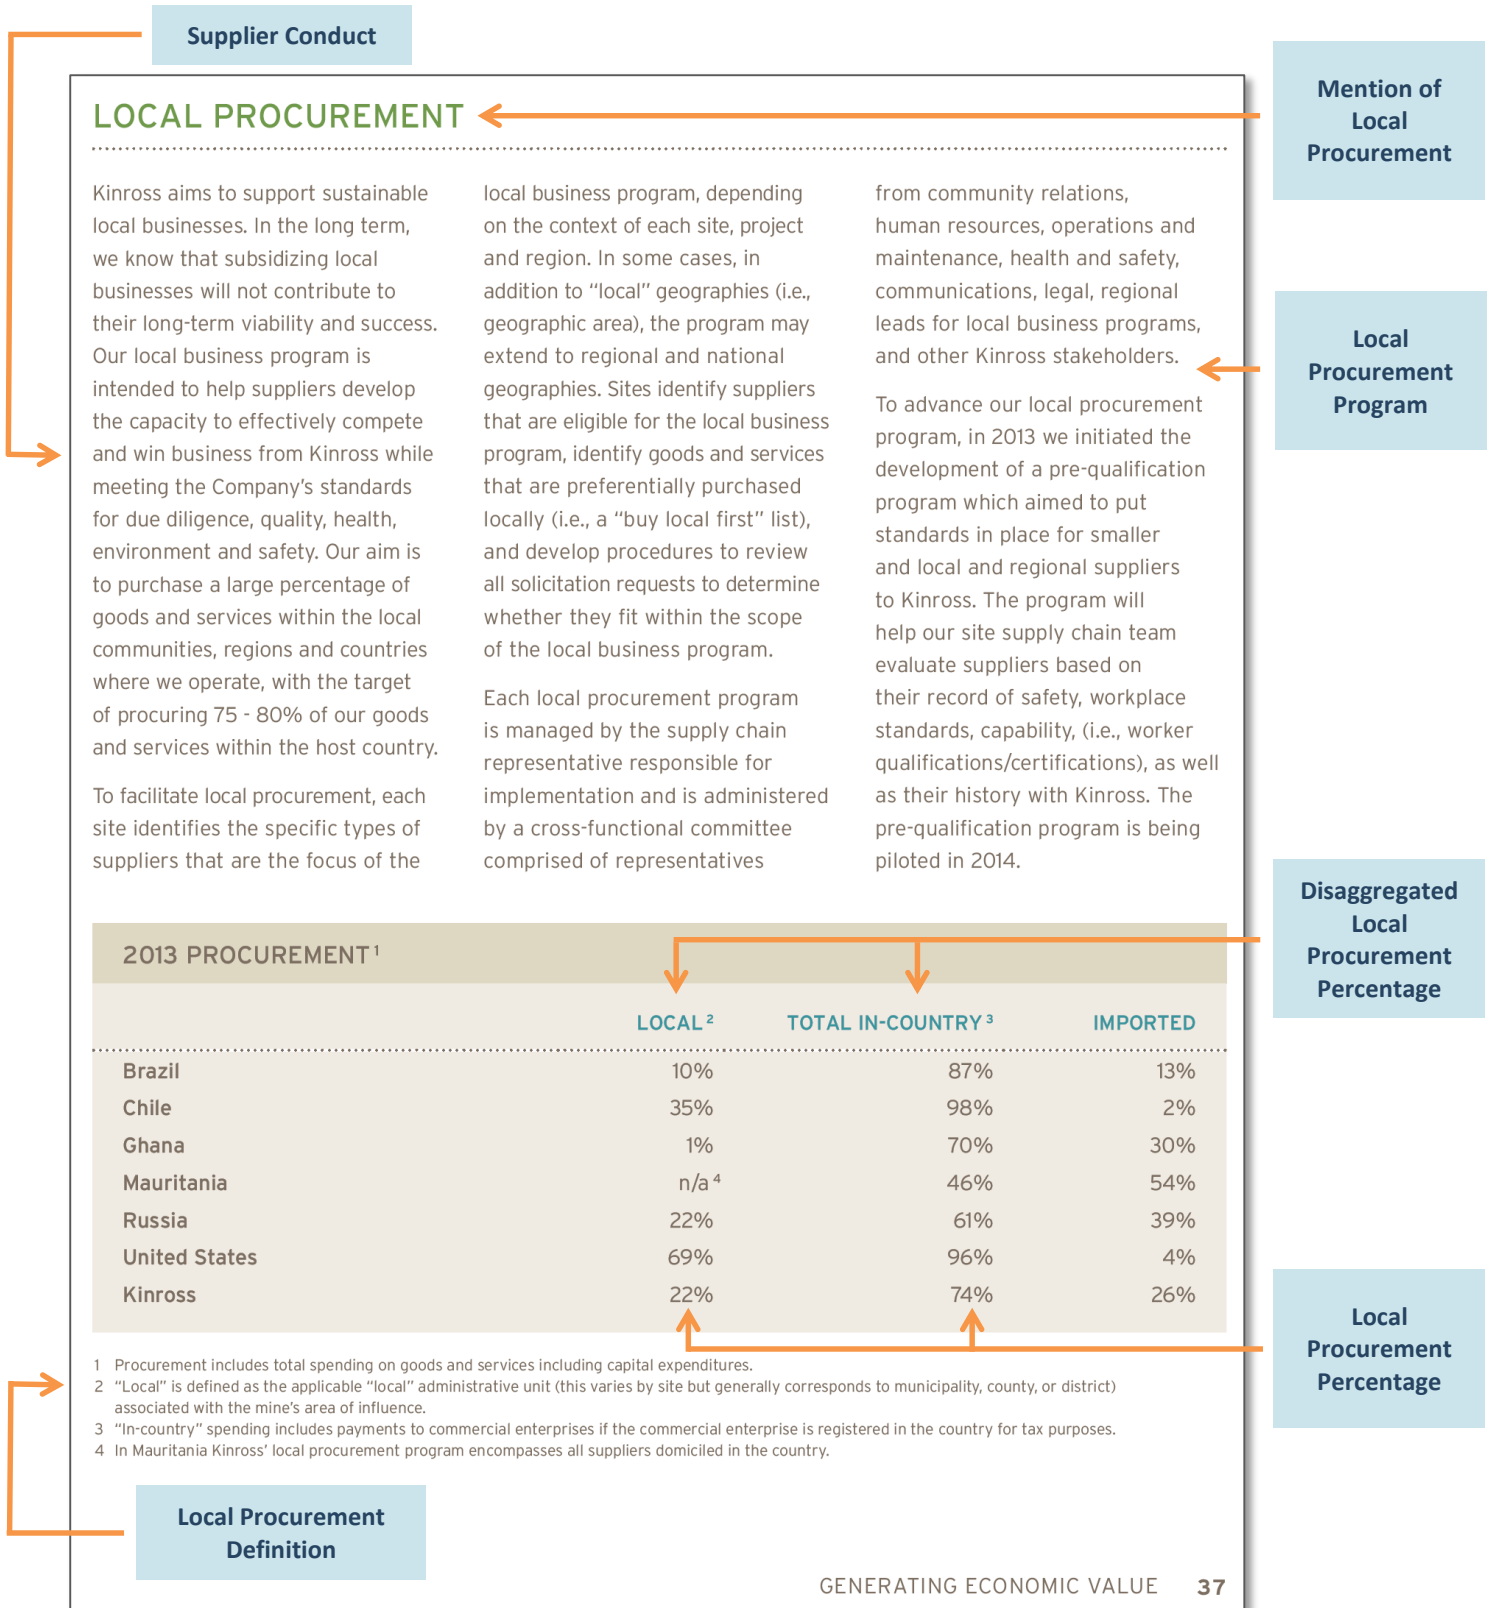 Supplier Conduct
Mention of
Local
Procurement
LOCAL PROCUREMENT
Kinross aims to support sustainable
local businesses. In the long term,
we know that subsidizing local
businesses will not contribute to
their long-term viability and success.
Our local business program is
intended to help suppliers develop
the capacity to effectively compete
and win business from Kinross while
meeting the Company's standards
for due diligence, quality, health,
environment and safety. Our aim is
to purchase a large percentage of
goods and services within the local
communities, regions and countries
where we operate, with the target
of procuring 75 - 80% of our goods
and services within the host country.
To facilitate local procurement, each
site identifies the specific types of
suppliers that are the focus of the
local business program, depending
on the context of each site, project
and region. In some cases, in
addition to “local” geographies (i.e.,
geographic area), the program may
extend to regional and national
geographies. Sites identify suppliers
that are eligible for the local business
program, identify goods and services
that are preferentially purchased
locally (i.e., a “buy local first” list),
and develop procedures to review
all solicitation requests to determine
whether they fit within the scope
of the local business program.
Each local procurement program
is managed by the supply chain
representative responsible for
implementation and is administered
by a cross-functional committee
comprised of representatives
from community relations,
human resources, operations and
maintenance, health and safety,
communications, legal, regional
leads for local business programs,
and other Kinross stakeholders.
To advance our local procurement
program, in 2013 we initiated the
development of a pre-qualification
program which aimed to put
standards in place for smaller
and local and regional suppliers
to Kinross. The program will
help our site supply chain team
evaluate suppliers based on
their record of safety, workplace
standards, capability, (i.e., worker
qualifications/certifications), as well
as their history with Kinross. The
pre-qualification program is being
piloted in 2014.
Local
Procurement
Program
Disaggregated
Local
Procurement
Percentage
2013 PROCUREMENT 1
LOCAL 2 TOTAL IN-COUNTRY 3 IMPORTED
Brazil 10% 87% 13%
Chile 35% 98% 2%
Ghana 1% 70% 30%
Mauritania n/a 4 46% 54%
Russia 22% 61% 39%
United States 69% 96% 4%
Kinross 22% 74% 26%
Local
Procurement
Percentage
1 Procurement includes total spending on goods and services including capital expenditures.
2 “Local” is defined as the applicable “local” administrative unit (this varies by site but generally corresponds to municipality, county, or district)
associated with the mine's area of influence.
3 “In-country” spending includes payments to commercial enterprises if the commercial enterprise is registered in the country for tax purposes.
4 In Mauritania Kinross' local procurement program encompasses all suppliers domiciled in the country.
Local Procurement
Definition
GENERATING ECONOMIC VALUE 37